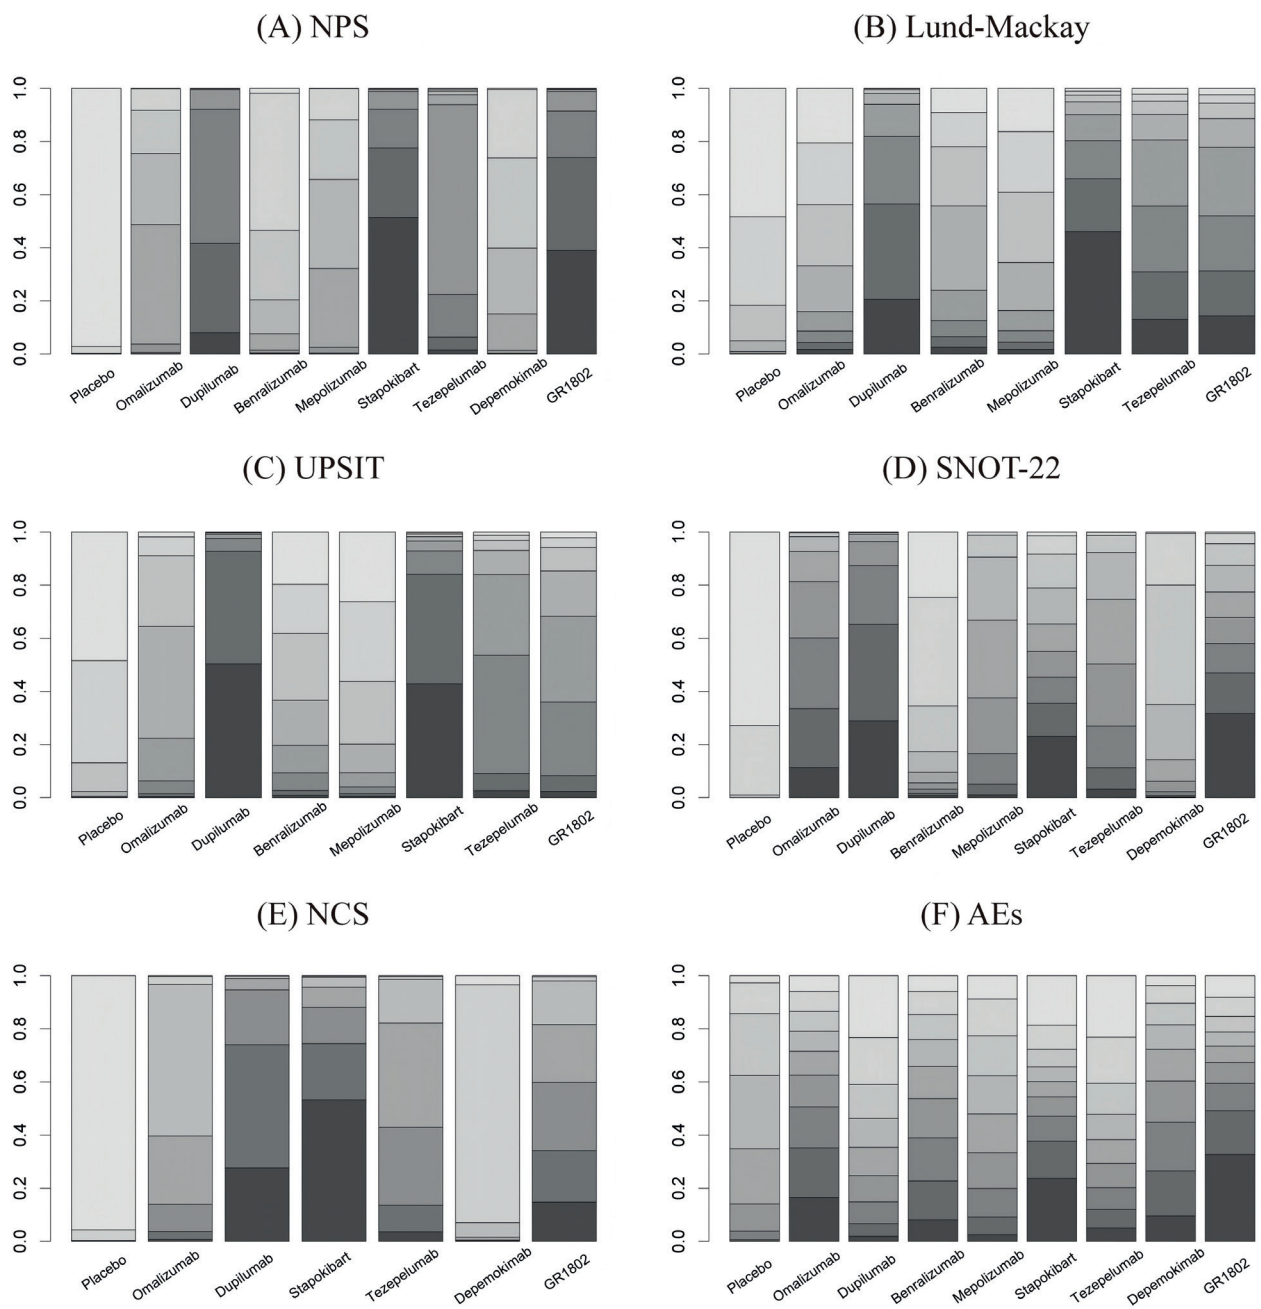 (A) NPS
1.0
0.8
0.6
0.4
0.2
0.0
Placebo
Omalizumab
Dupilumab
Benralizumab
Mepolizumab
Stapokibart
Tezepelumab
Depemokimab
GR1802
(B) Lund-Mackay
1.0
0.8
0.6
0.4
0.2
0.0
Placebo
Omalizumab
Dupilumab
Benralizumab
Mepolizumab
Stapokibart
Tezepelumab
GR1802
(C) UPSIT
1.0
0.8
0.6
0.4
0.2
0.0
Placebo
Omalizumab
Dupilumab
Benralizumab
Mepolizumab
Stapokibart
Tezepelumab
GR1802
(D) SNOT-22
1.0
0.8
0.6
0.4
0.2
0.0
Placebo
Omalizumab
Dupilumab
Benralizumab
Mepolizumab
Stapokibart
Tezepelumab
Depemokimab
GR1802
(E) NCS
1.0
0.8
0.6
0.4
0.2
0.0
Placebo
Omalizumab
Dupilumab
Stapokibart
Tezepelumab
Depemokimab
GR1802
(F) AEs
1.0
0.8
0.6
0.4
0.2
0.0
Placebo
Omalizumab
Dupilumab
Benralizumab
Mepolizumab
Stapokibart
Tezepelumab
Depemokimab
GR1802